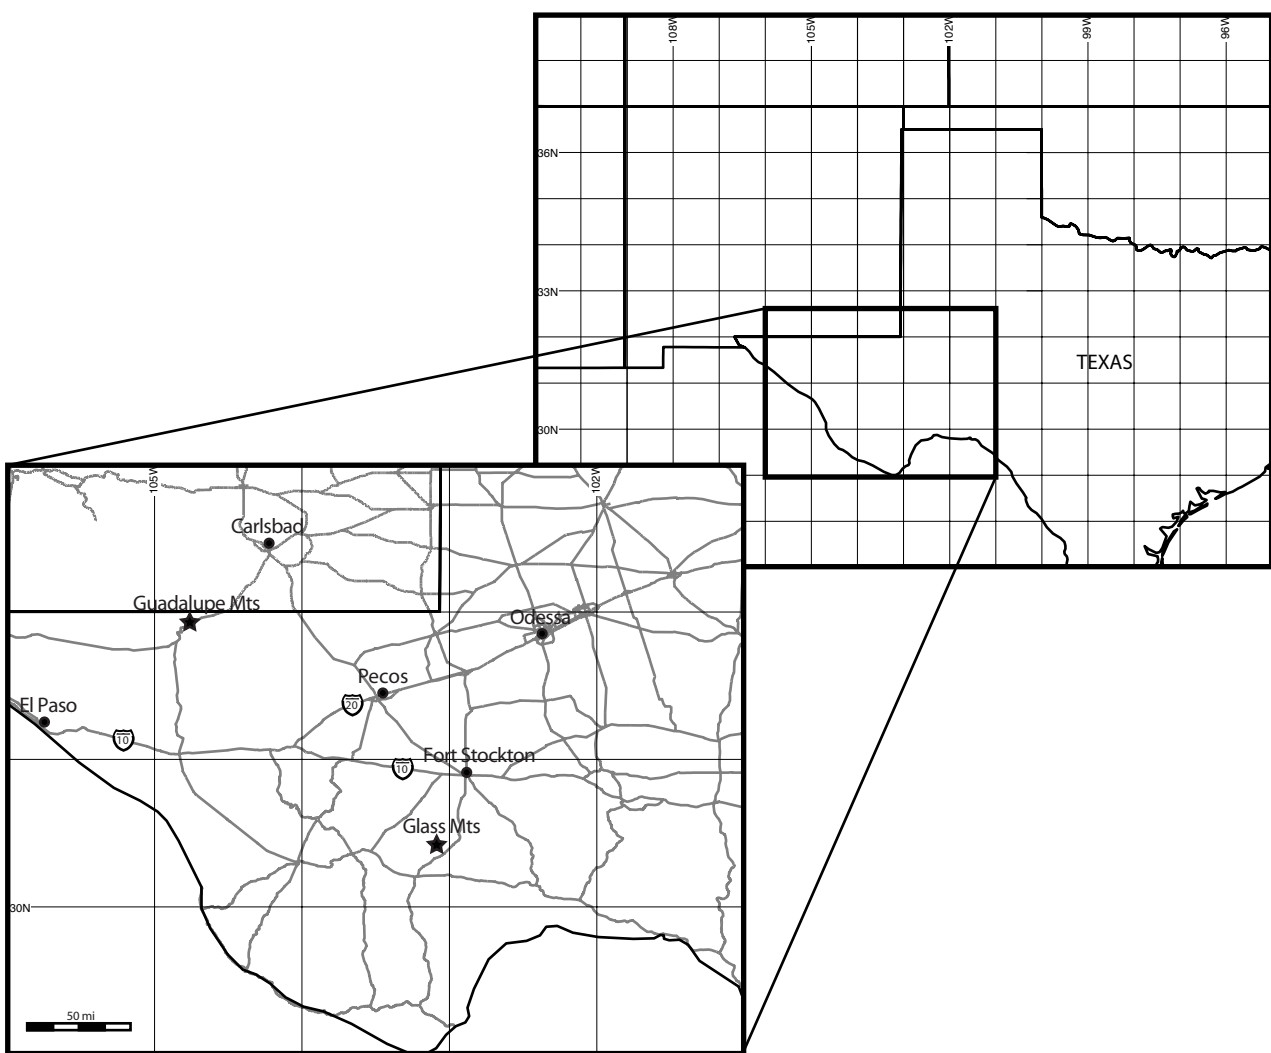 108W
105W
102W
99W
96W
36N
33N
TEXAS
30N
105W
102W
Carlsbad
Guadalupe Mts
Odessa
Pecos
20
El Paso
10
Fort Stockton
10
Glass Mts
30N
50 mi